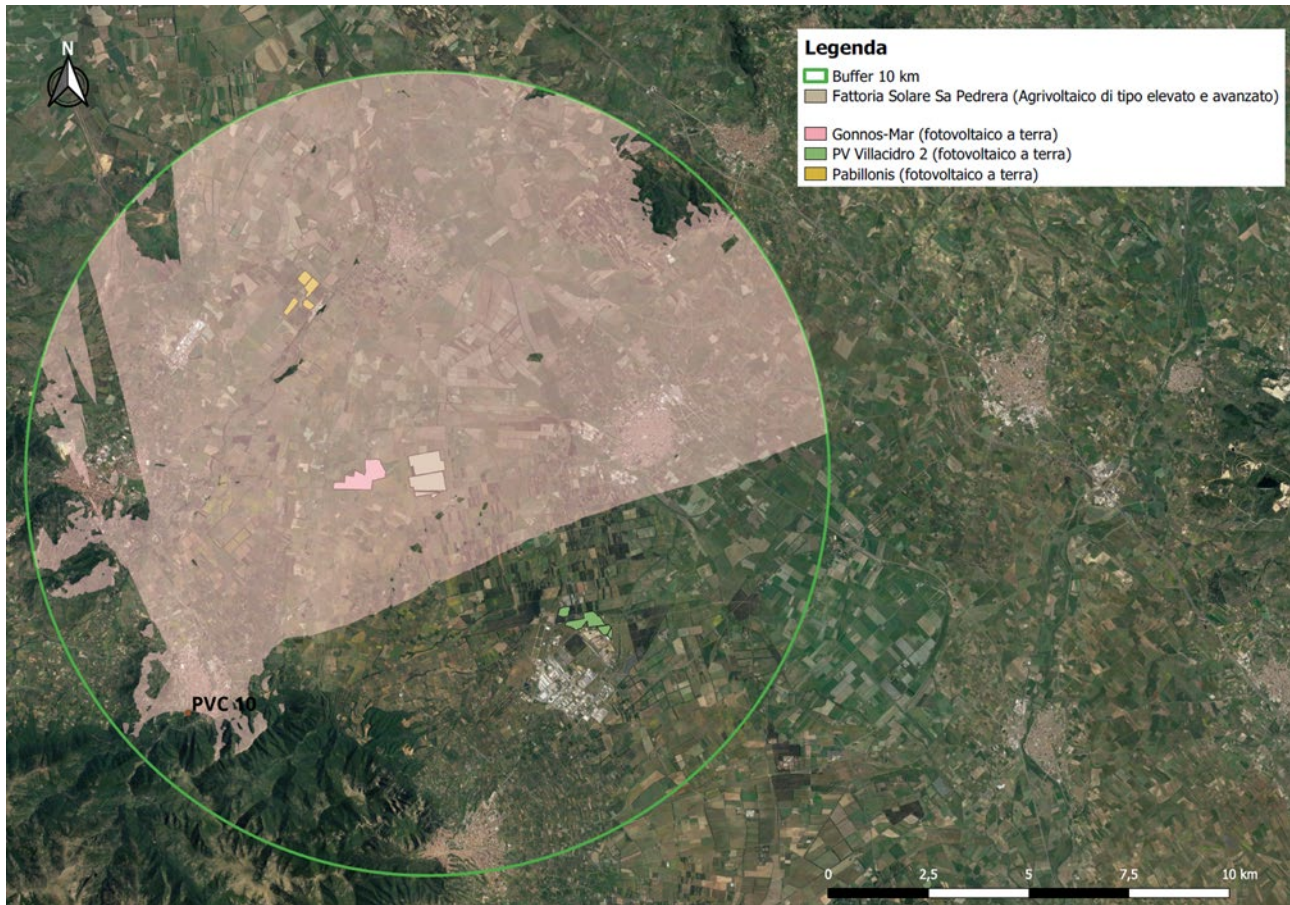 N
Legenda
Buffer 10 km
Fattoria Solare Sa Pedrera (Agrivoltaico di tipo elevato e avanzato)
Gonnos-Mar (fotovoltaico a terra)
PV Villacidro 2 (fotovoltaico a terra)
Pabillonis (fotovoltaico a terra)
PVC 10
0 2,5 5 7,5 10 km